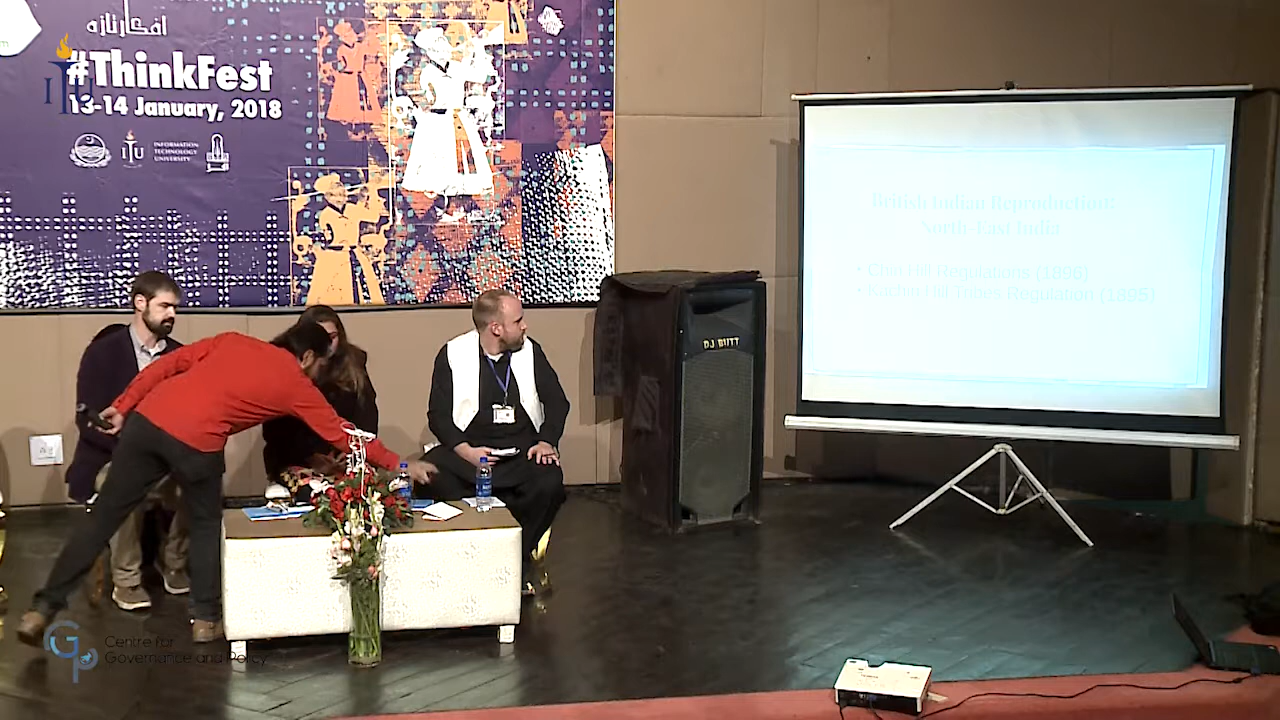 افکار تازہ
#ThinkFest
13-14 January, 2018
ITU
INFORMATION
TECHNOLOGY
UNIVERSITY
British Indian Reproduction:
North-East India
• Chin Hill Regulations (1896)
• Kachin Hill Tribes Regulation (1895)
DJ BUTT
Centre for
Governance and Policy